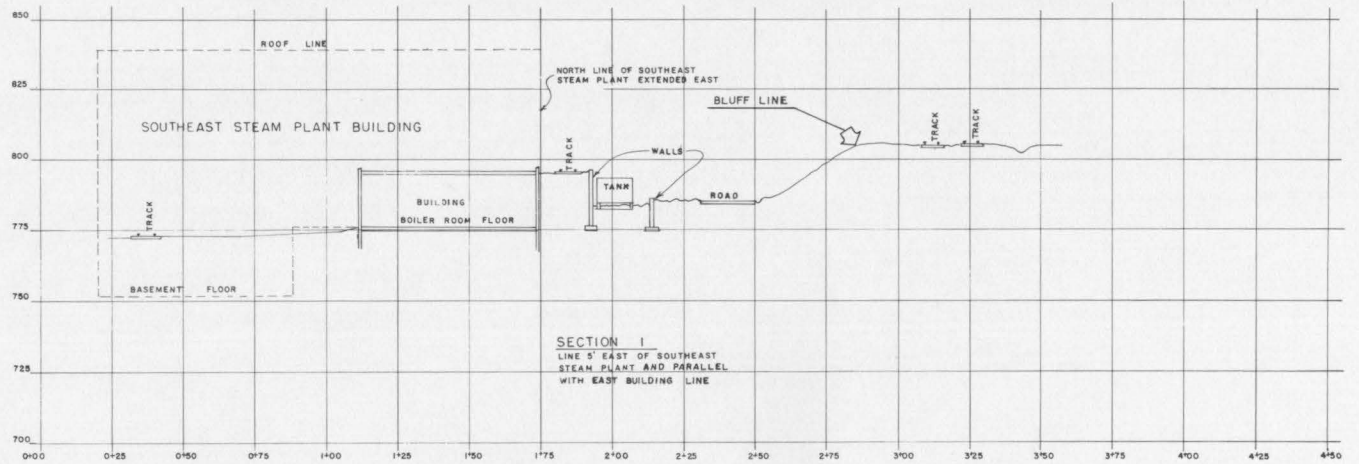 850
ROOF LINE
NORTH LINE OF SOUTHEAST
STEAM PLANT EXTENDED EAST
825
BLUFF LINE
SOUTHEAST STEAM PLANT BUILDING
TRACK
TRACK
TRACK
WALLS
800
TANK
BUILDING
ROAD
TRACK
BOILER ROOM FLOOR
775
BASEMENT FLOOR
750
SECTION 1
LINE 5' EAST OF SOUTHEAST
STEAM PLANT AND PARALLEL
WITH EAST BUILDING LINE
725
700
0+00 0+25 0+50 0+75 1+00 1+25 1+50 1+75 2+00 2+25 2+50 2+75 3+00 3+25 3+50 3+75 4+00 4+25 4+50